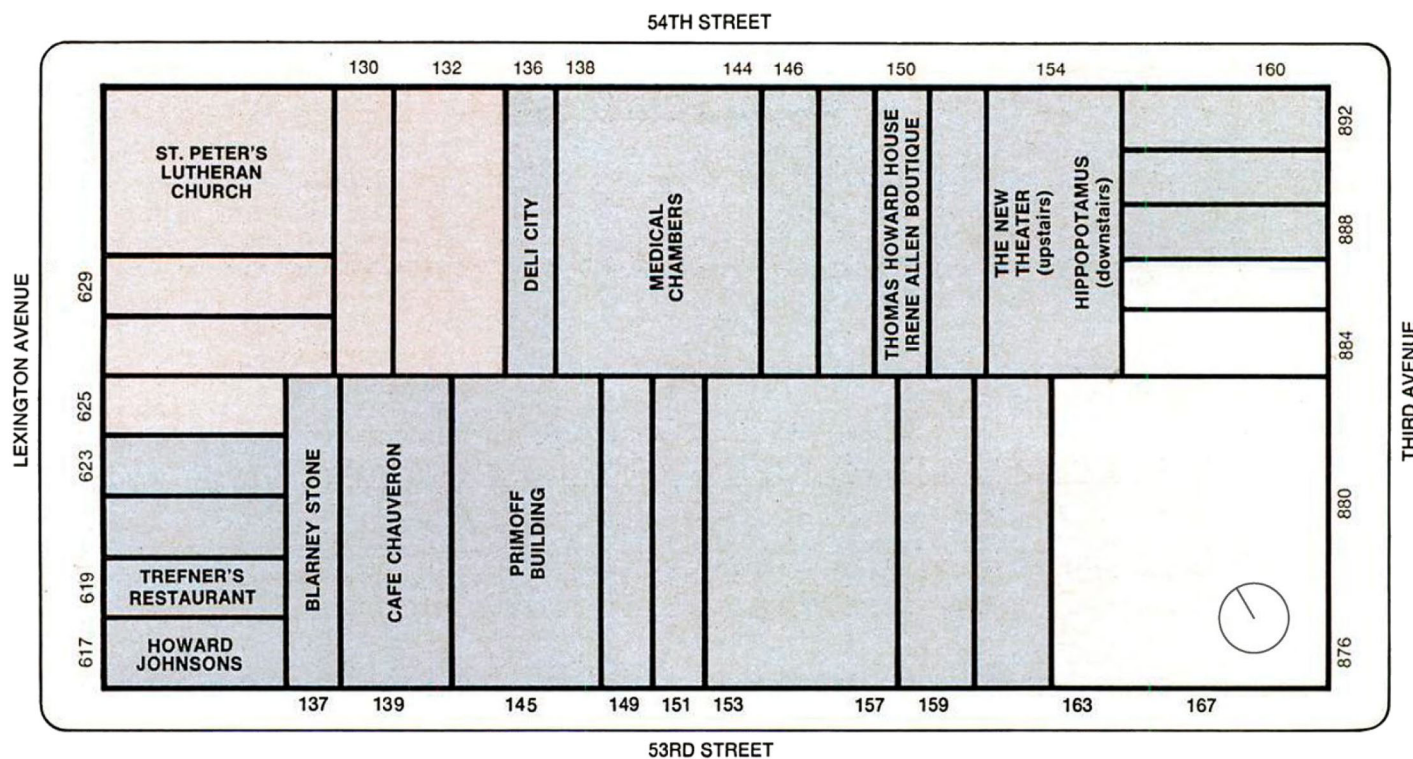 54TH STREET
130
132
136
138
144
146
150
154
160
ST. PETER'S
LUTHERAN
CHURCH
DELI CITY
MEDICAL
CHAMBERS
THOMAS HOWARD HOUSE
IRENE ALLEN BOUTIQUE
THE NEW
THEATER
(upstairs)
HIPPOPOTAMUS
(downstairs)
892
888
884
880
876
THIRD AVENUE
LEXINGTON AVENUE
629
625
623
619
617
TREFNER'S
RESTAURANT
HOWARD
JOHNSONS
BLARNEY STONE
CAFE CHAUVERON
PRIMOFF
BUILDING
137
139
145
149
151
153
157
159
163
167
53RD STREET